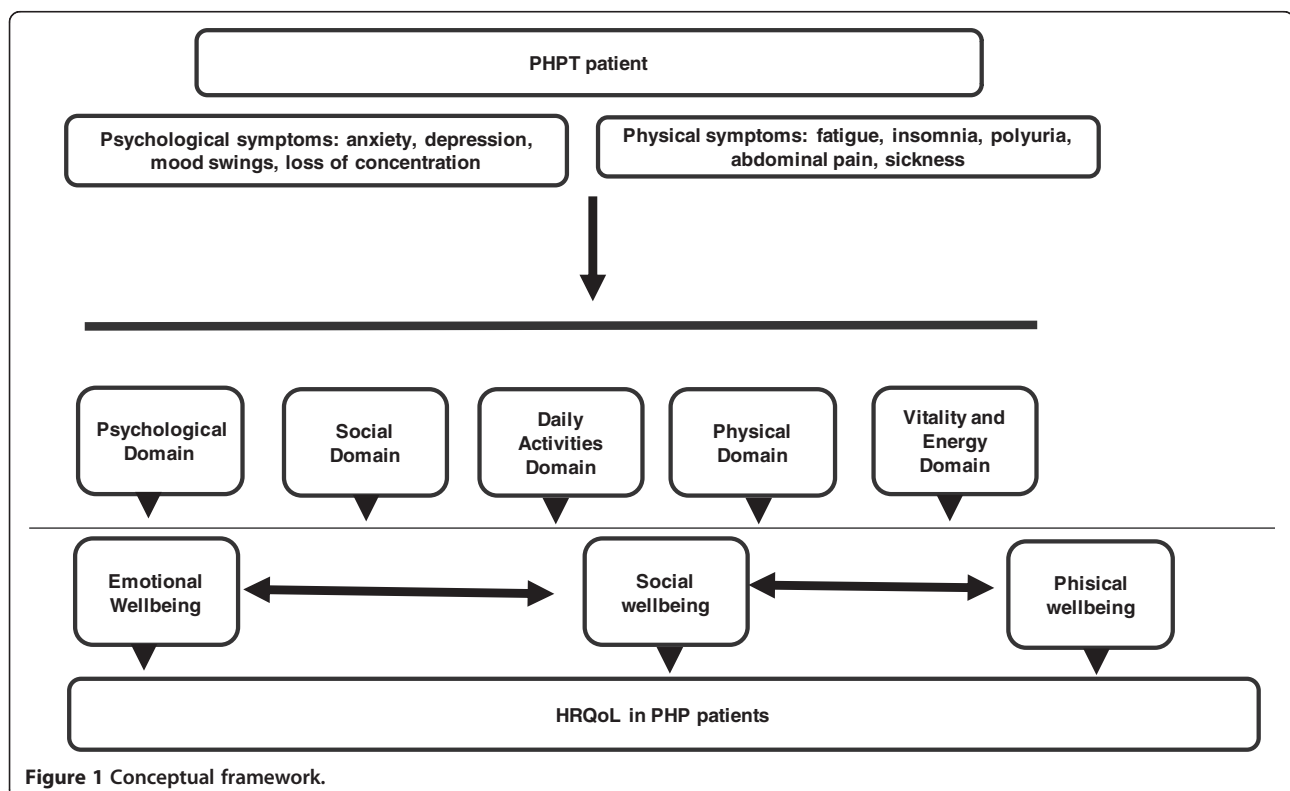 PHPT patient
Psychological symptoms: anxiety, depression,
mood swings, loss of concentration
Physical symptoms: fatigue, insomnia, polyuria,
abdominal pain, sickness
Psychological
Domain
Social
Domain
Daily
Activities
Domain
Physical
Domain
Vitality and
Energy
Domain
Emotional
Wellbeing
Social
wellbeing
Phisical
wellbeing
HRQoL in PHP patients
Figure 1 Conceptual framework.